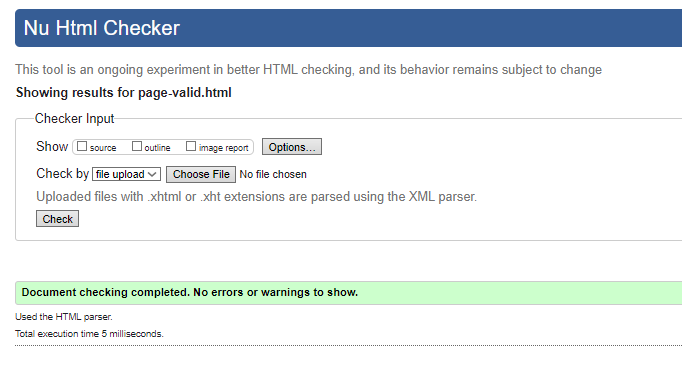 Nu Html Checker
This tool is an ongoing experiment in better HTML checking, and its behavior remains subject to change
Showing results for page-valid.html
Checker Input
Show source outline image report Options...
Check by file upload Choose File No file chosen
Uploaded files with .xhtml or .xht extensions are parsed using the XML parser.
Check
Document checking completed. No errors or warnings to show.
Used the HTML parser.
Total execution time 5 milliseconds.